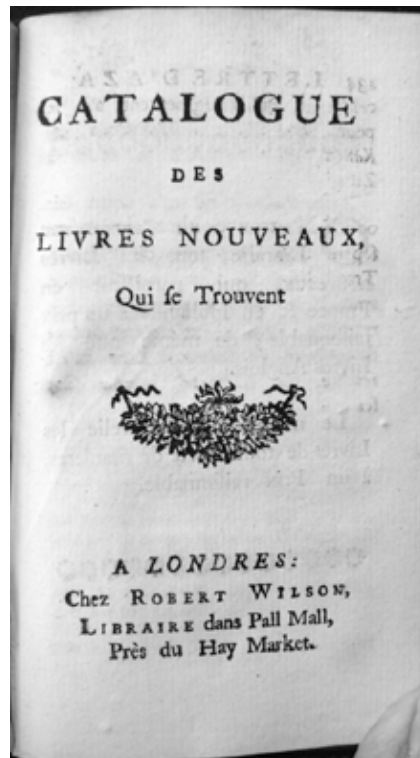 CATALOGUE
DES
LIVRES NOUVEAUX,
Qui ſe Trouvent
A LONDRES:
Chez ROBERT WILSON,
LIBRAIRE dans Pall Mall,
Près du Hay Market.